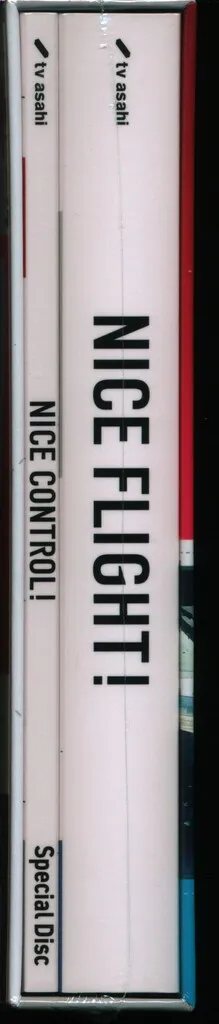 tv asahi
NICE FLIGHT!
tv asahi
NICE CONTROL!
Special Disc